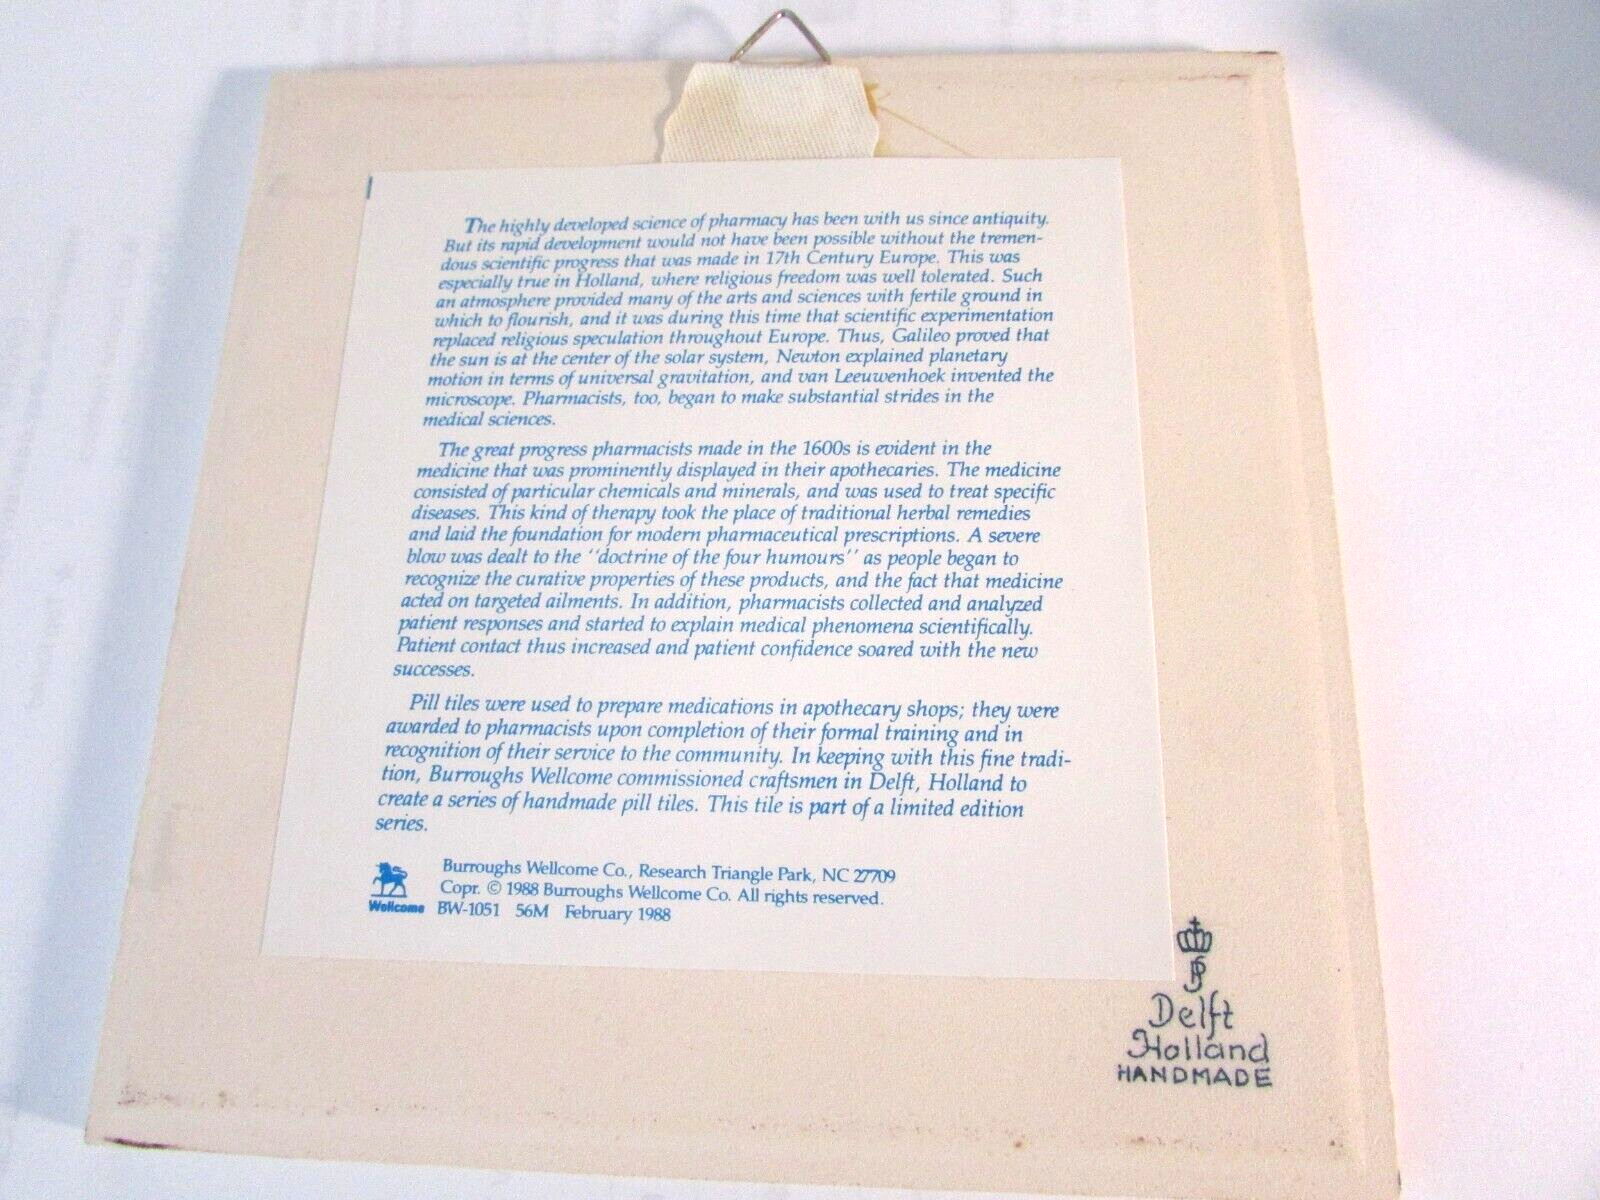 The highly developed science of pharmacy has been with us since antiquity.
But its rapid development would not have been possible without the tremen-
dous scientific progress that was made in 17th Century Europe. This was
especially true in Holland, where religious freedom was well tolerated. Such
an atmosphere provided many of the arts and sciences with fertile ground in
which to flourish, and it was during this time that scientific experimentation
replaced religious speculation throughout Europe. Thus, Galileo proved that
the sun is at the center of the solar system, Newton explained planetary
motion in terms of universal gravitation, and van Leeuwenhoek invented the
microscope. Pharmacists, too, began to make substantial strides in the
medical sciences.
The great progress pharmacists made in the 1600s is evident in the
medicine that was prominently displayed in their apothecaries. The medicine
consisted of particular chemicals and minerals, and was used to treat specific
diseases. This kind of therapy took the place of traditional herbal remedies
and laid the foundation for modern pharmaceutical prescriptions. A severe
blow was dealt to the ''doctrine of the four humours'' as people began to
recognize the curative properties of these products, and the fact that medicine
acted on targeted ailments. In addition, pharmacists collected and analyzed
patient responses and started to explain medical phenomena scientifically.
Patient contact thus increased and patient confidence soared with the new
successes.
Pill tiles were used to prepare medications in apothecary shops; they were
awarded to pharmacists upon completion of their formal training and in
recognition of their service to the community. In keeping with this fine tradi-
tion, Burroughs Wellcome commissioned craftsmen in Delft, Holland to
create a series of handmade pill tiles. This tile is part of a limited edition
series.
Burroughs Wellcome Co., Research Triangle Park, NC 27709
Copr. © 1988 Burroughs Wellcome Co. All rights reserved.
Wellcome BW-1051 56M February 1988
Delft
Holland
HANDMADE